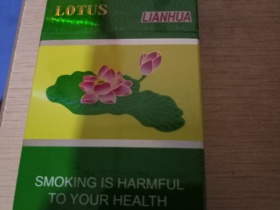 LOTUS
LIANHUA
SMOKING IS HARMFUL
TO YOUR HEALTH